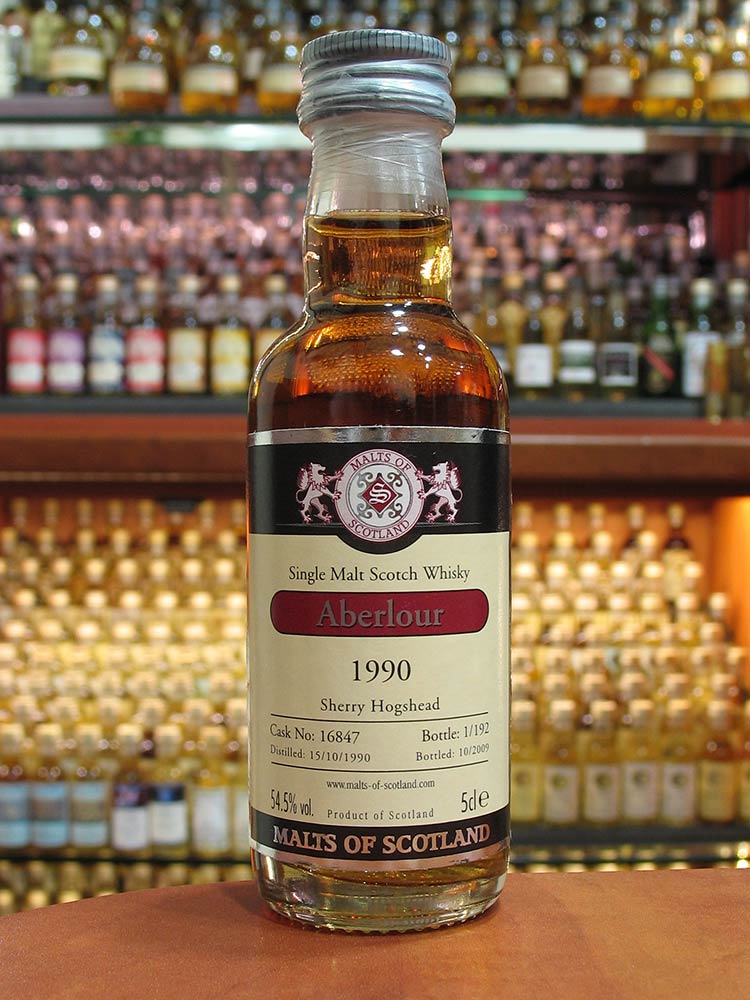 MALTS OF
S
SCOTLAND
Single Malt Scotch Whisky
Aberlour
1990
Sherry Hogshead
Cask No: 16847 Bottle: 1/192
Distilled: 15/10/1990 Bottled: 10/2009
www.malts-of-scotland.com
54.5% vol. Product of Scotland 5cl e
MALTS OF SCOTLAND